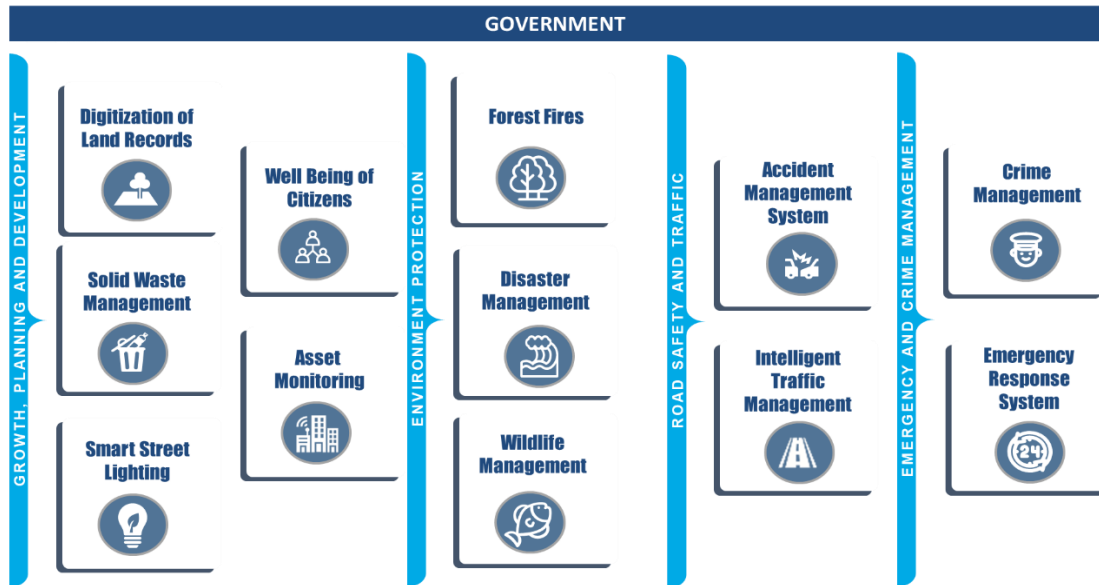 GOVERNMENT
GROWTH, PLANNING AND DEVELOPMENT
Digitization of
Land Records
Solid Waste
Management
Smart Street
Lighting
Well Being of
Citizens
Asset
Monitoring
ENVIRONMENT PROTECTION
Forest Fires
Disaster
Management
Wildlife
Management
ROAD SAFETY AND TRAFFIC
Accident
Management
System
Intelligent
Traffic
Management
EMERGENCY AND CRIME MANAGEMENT
Crime
Management
Emergency
Response
System
24